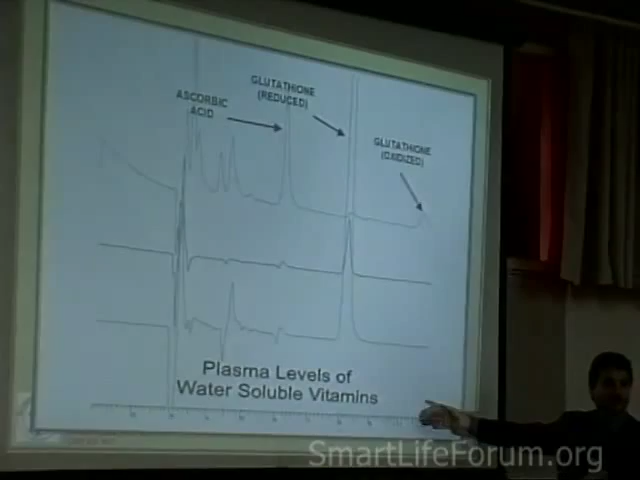 GLUTATHIONE
(REDUCED)
ASCORBIC
ACID
GLUTATHIONE
(OXIDIZED)
Plasma Levels of
Water Soluble Vitamins
SmartLifeForum.org